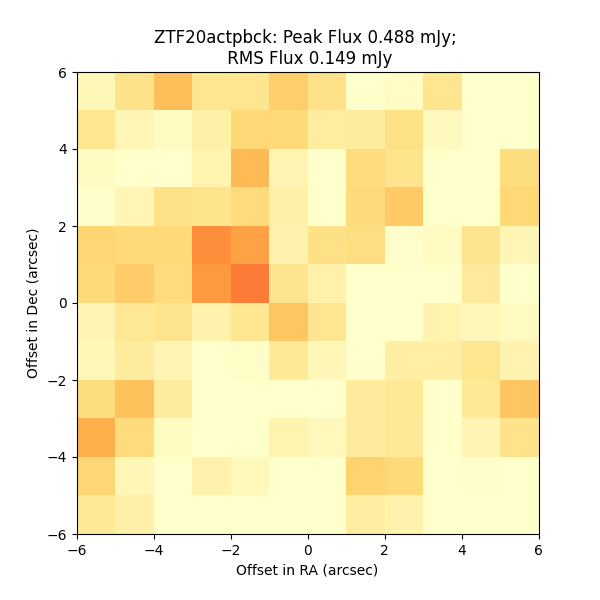 ZTF20actpbck: Peak Flux 0.488 mJy;
RMS Flux 0.149 mJy
6
4
2
0
−2
−4
−6
Offset in Dec (arcsec)
−6 −4 −2 0 2 4 6
Offset in RA (arcsec)